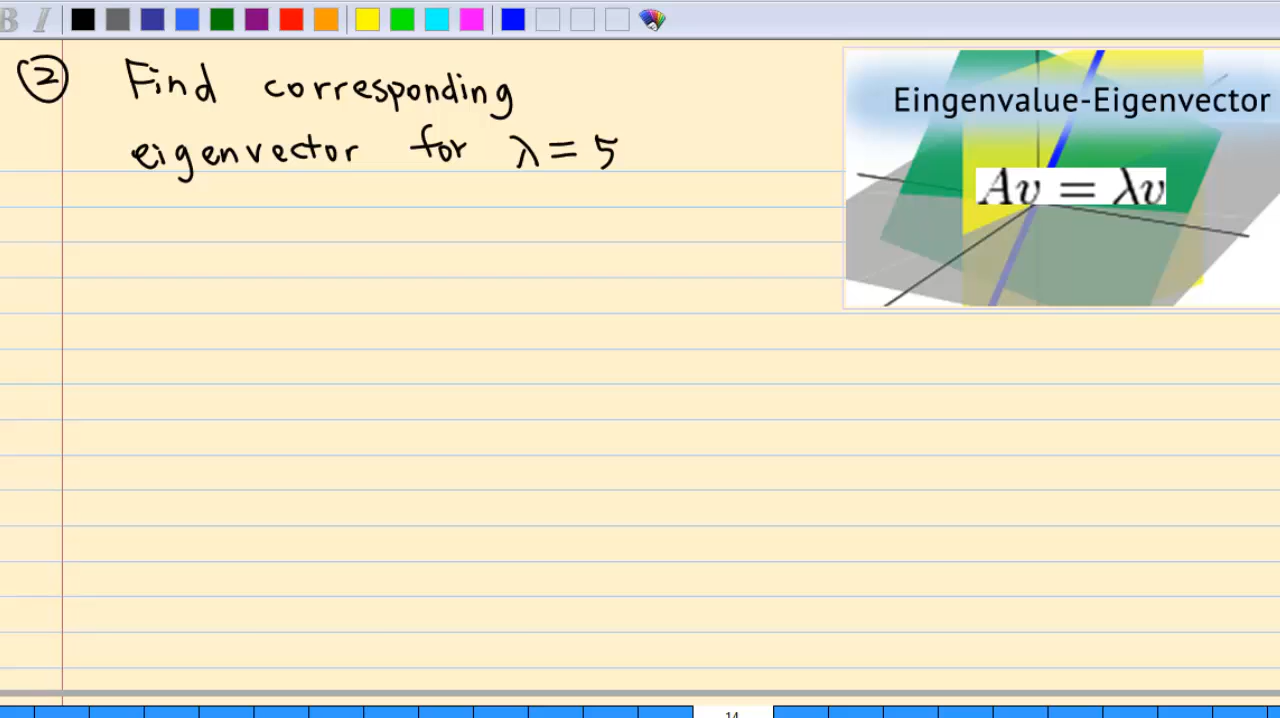 B I
② Find corresponding
eigenvector for λ = 5
Eingenvalue-Eigenvector
Av = λv
14